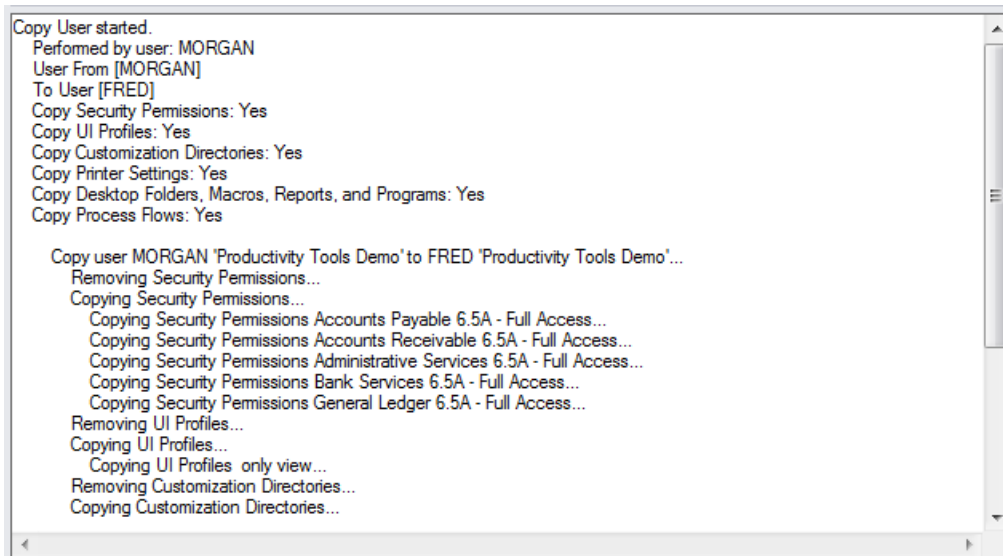 Copy User started.
Performed by user: MORGAN
User From [MORGAN]
To User [FRED]
Copy Security Permissions: Yes
Copy UI Profiles: Yes
Copy Customization Directories: Yes
Copy Printer Settings: Yes
Copy Desktop Folders, Macros, Reports, and Programs: Yes
Copy Process Flows: Yes
Copy user MORGAN 'Productivity Tools Demo' to FRED 'Productivity Tools Demo'...
Removing Security Permissions...
Copying Security Permissions...
Copying Security Permissions Accounts Payable 6.5A - Full Access...
Copying Security Permissions Accounts Receivable 6.5A - Full Access...
Copying Security Permissions Administrative Services 6.5A - Full Access...
Copying Security Permissions Bank Services 6.5A - Full Access...
Copying Security Permissions General Ledger 6.5A - Full Access...
Removing UI Profiles...
Copying UI Profiles...
Copying UI Profiles  only view...
Removing Customization Directories...
Copying Customization Directories...